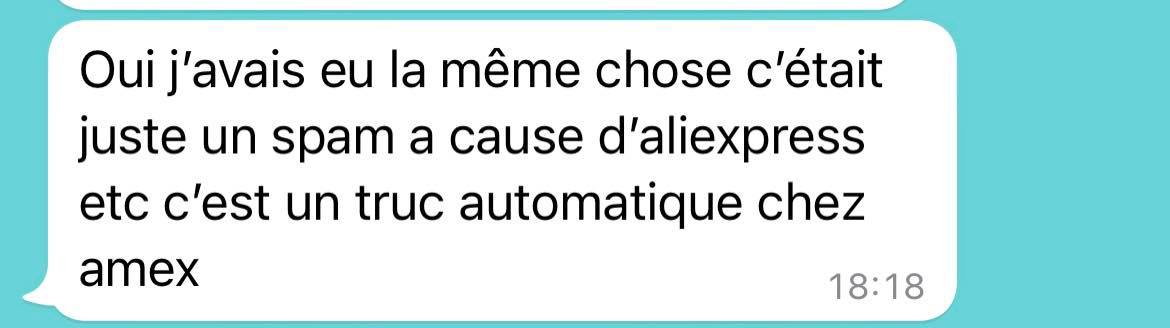 Oui j’avais eu la même chose c’était
juste un spam a cause d’aliexpress
etc c’est un truc automatique chez
amex
18:18